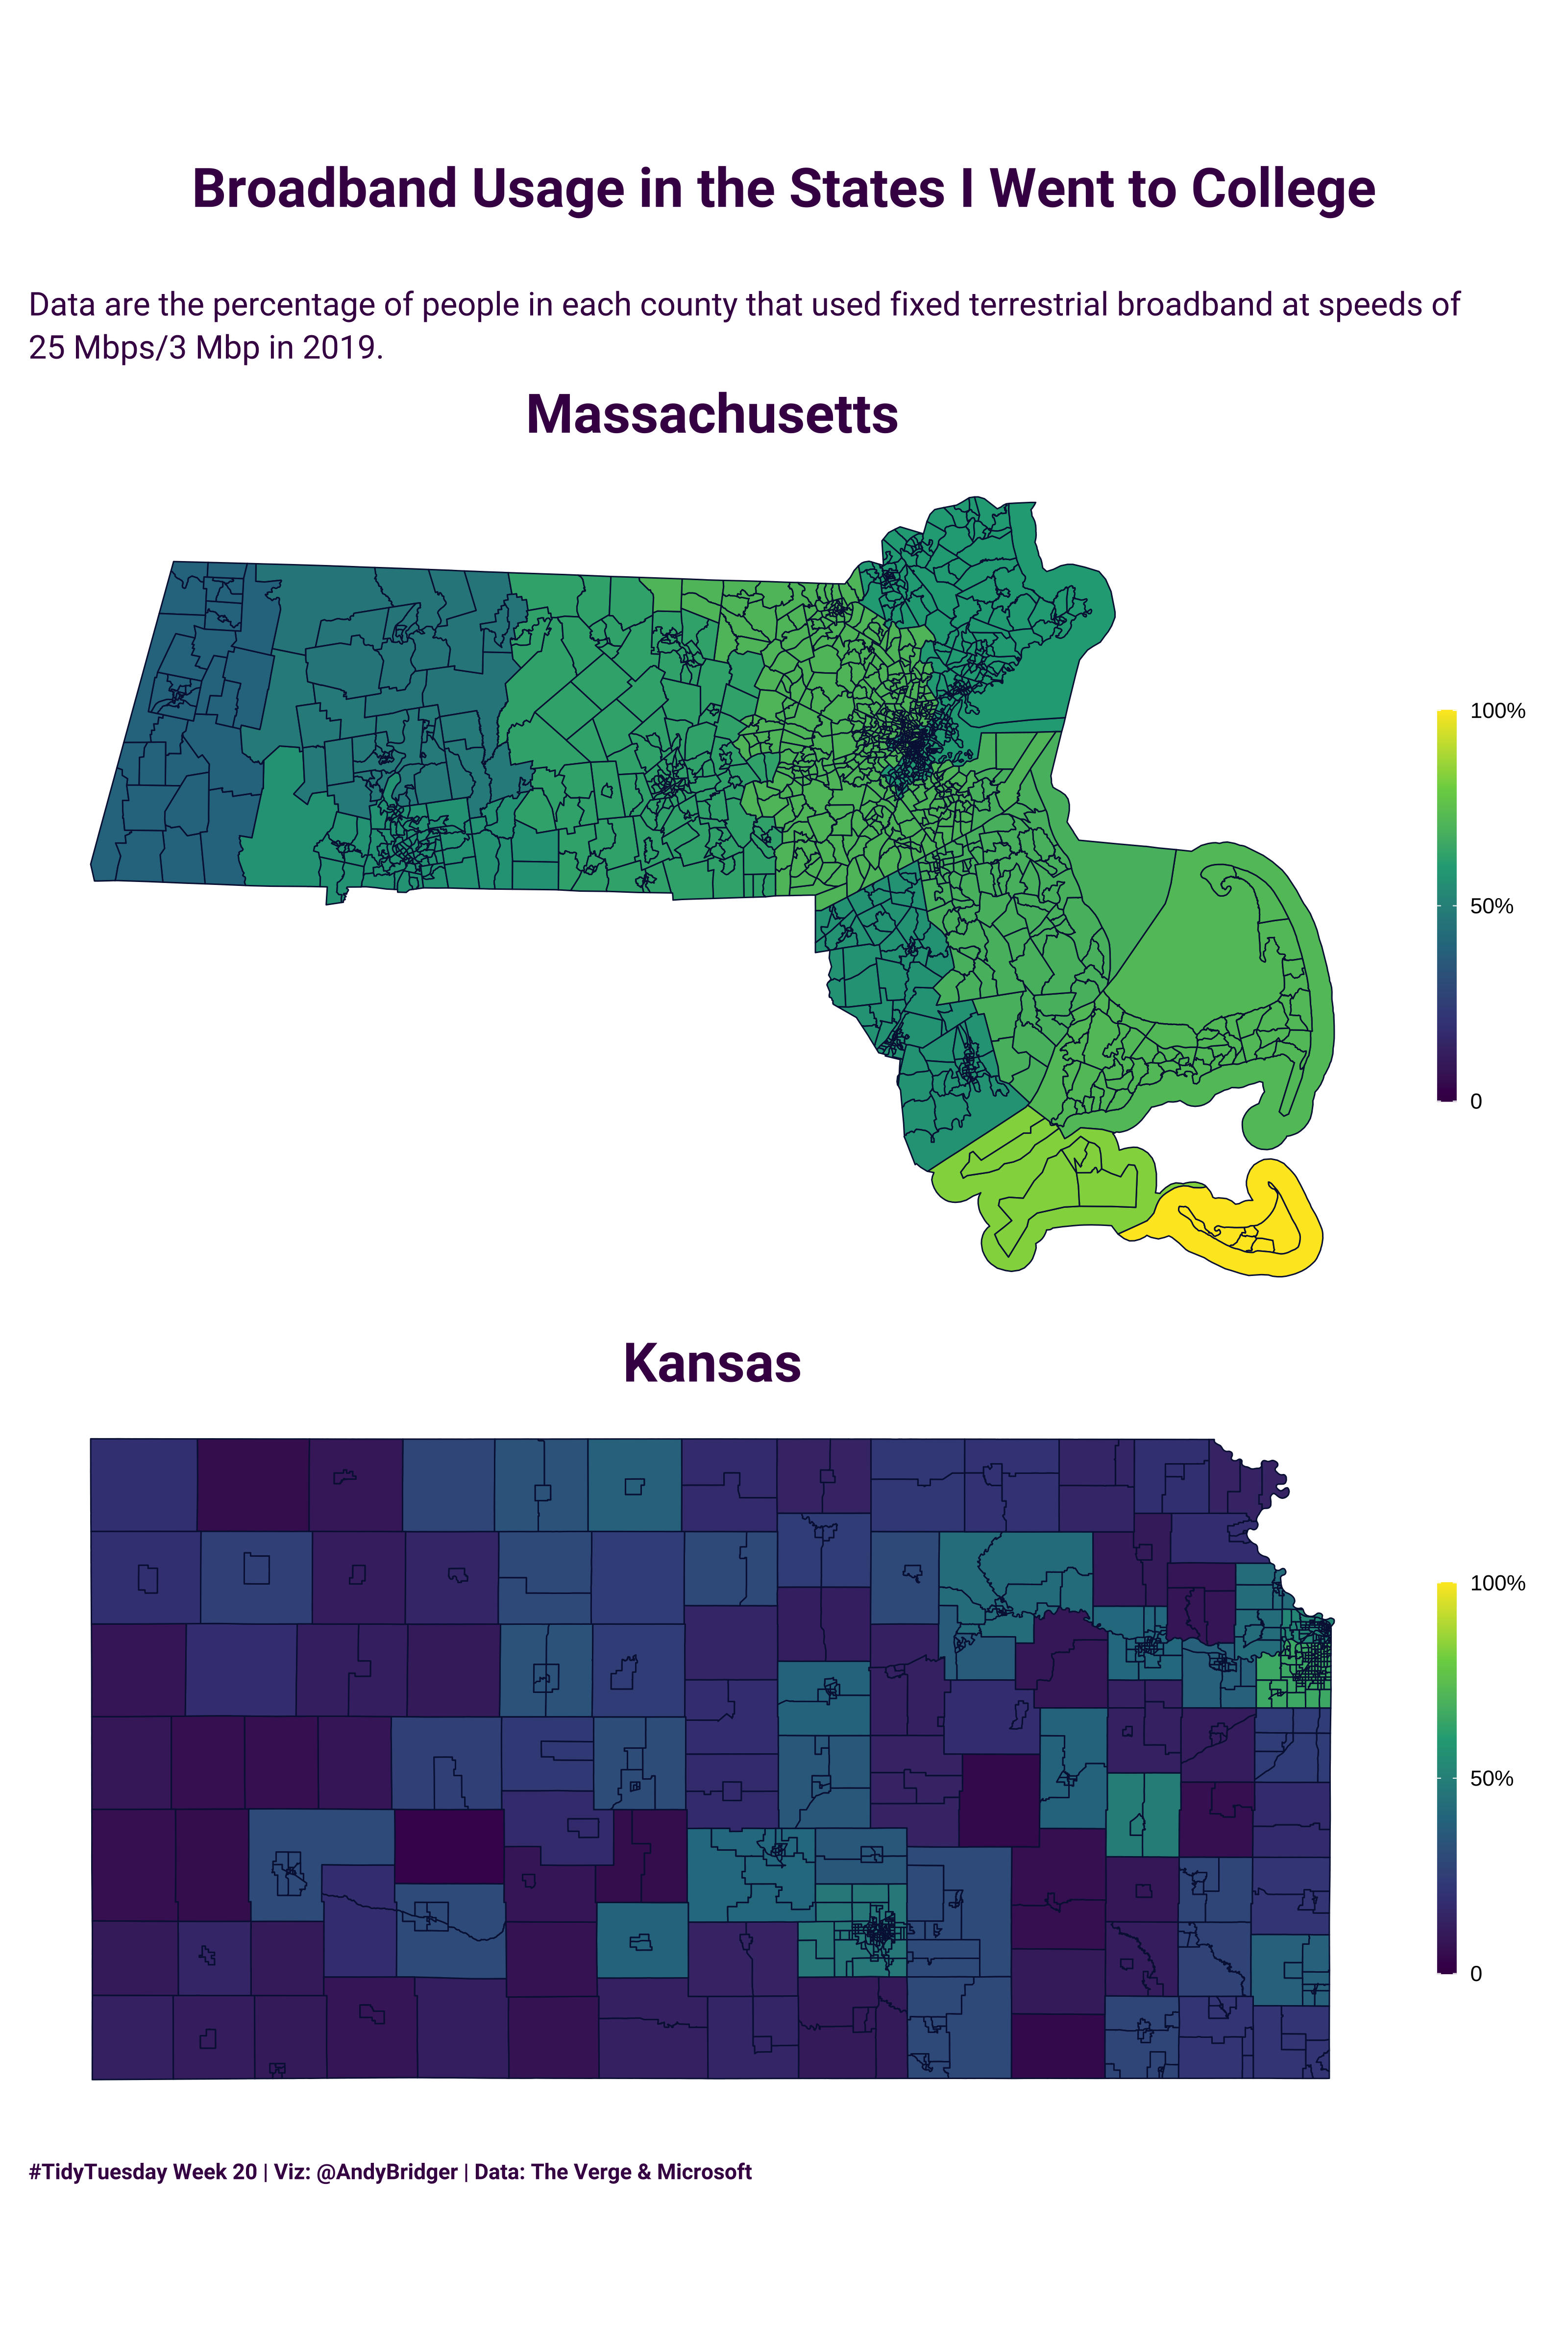 Broadband Usage in the States I Went to College
Data are the percentage of people in each county that used fixed terrestrial broadband at speeds of
25 Mbps/3 Mbp in 2019.
Massachusetts
100%
50%
0
Kansas
100%
50%
0
#TidyTuesday Week 20 | Viz: @AndyBridger | Data: The Verge & Microsoft